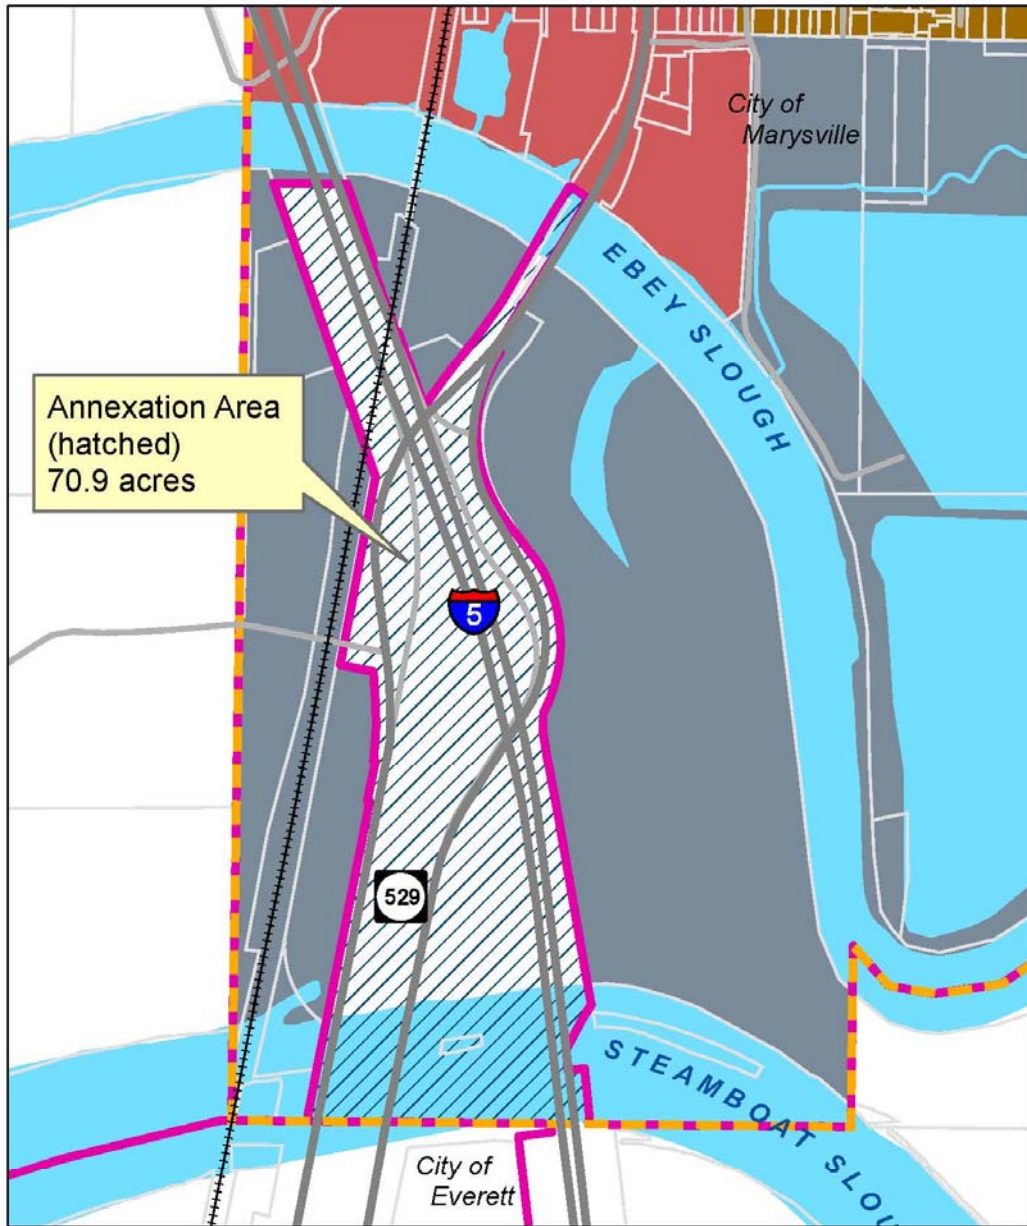 City of
Marysville
EBEY SLOUGH
Annexation Area
(hatched)
70.9 acres
5
529
STEAMBOAT SLOU
City of
Everett